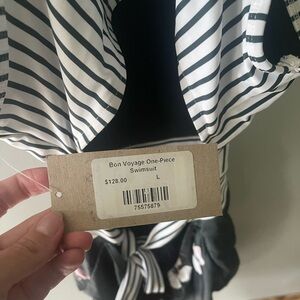 Bon Voyage One-Piece
Swimsuit
$128.00 L
75575879